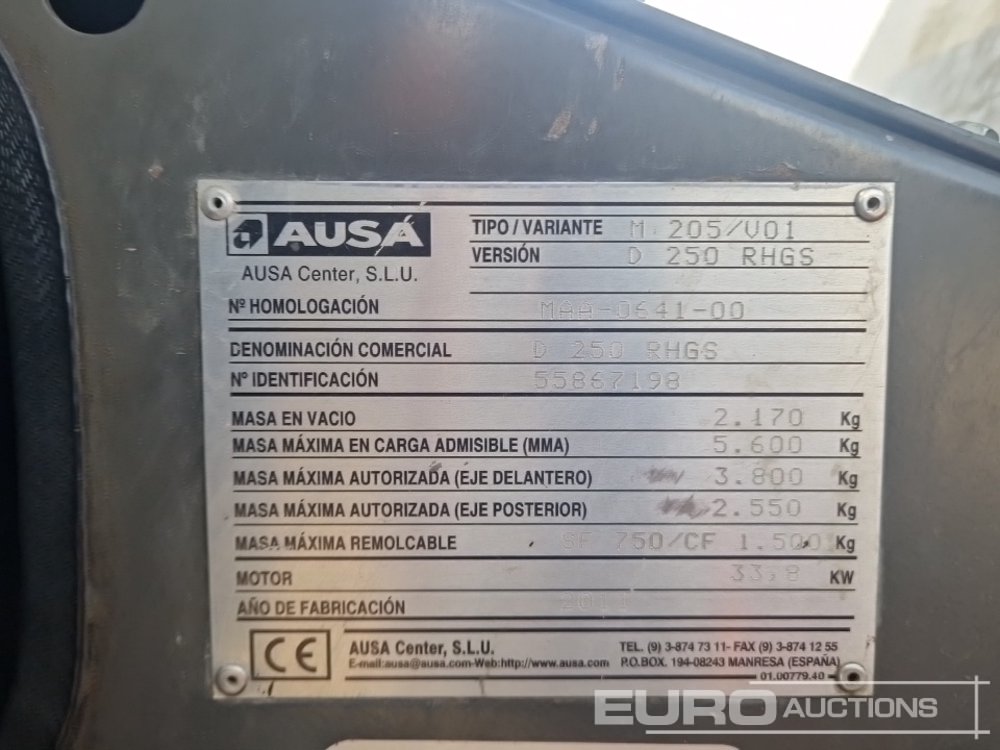 a AUSA
AUSA Center, S.L.U.
TIPO / VARIANTE M 205/V01
VERSIÓN D 250 RHGS
Nº HOMOLOGACIÓN MAA-0641-00
DENOMINACIÓN COMERCIAL D 250 RHGS
Nº IDENTIFICACIÓN 55867198
MASA EN VACIO 2.170 Kg
MASA MÁXIMA EN CARGA ADMISIBLE (MMA) 5.600 Kg
MASA MÁXIMA AUTORIZADA (EJE DELANTERO) 3.800 Kg
MASA MÁXIMA AUTORIZADA (EJE POSTERIOR) 2.550 Kg
MASA MÁXIMA REMOLCABLE SF 750/CF 1.500 Kg
MOTOR 33,8 KW
AÑO DE FABRICACIÓN 2011
CE
AUSA Center, S.L.U.
E-mail:ausa@ausa.com-Web:http://www.ausa.com
TEL. (9) 3-874 73 11- FAX (9) 3-874 12 55
P.O.BOX. 194-08243 MANRESA (ESPAÑA)
01.00779.40
EURO AUCTIONS